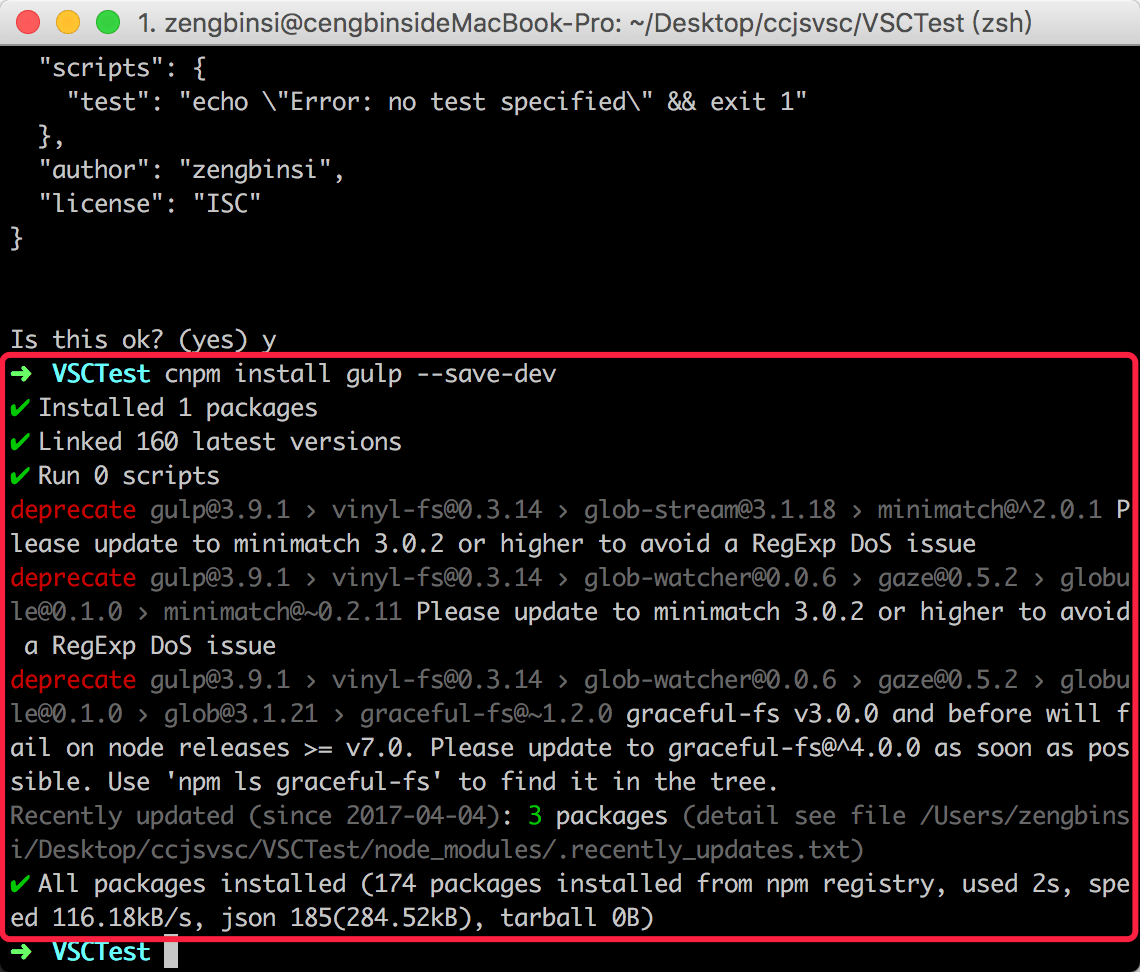 1. zengbinsi@cengbinsideMacBook-Pro: ~/Desktop/ccjsvsc/VSCTest (zsh)
"scripts": {
"test": "echo \"Error: no test specified\" && exit 1"
},
"author": "zengbinsi",
"license": "ISC"
}
Is this ok? (yes) y
➜ VSCTest cnpm install gulp --save-dev
✔ Installed 1 packages
✔ Linked 160 latest versions
✔ Run 0 scripts
deprecate gulp@3.9.1 › vinyl-fs@0.3.14 › glob-stream@3.1.18 › minimatch@^2.0.1 P
lease update to minimatch 3.0.2 or higher to avoid a RegExp DoS issue
deprecate gulp@3.9.1 › vinyl-fs@0.3.14 › glob-watcher@0.0.6 › gaze@0.5.2 › globu
le@0.1.0 › minimatch@~0.2.11 Please update to minimatch 3.0.2 or higher to avoid
a RegExp DoS issue
deprecate gulp@3.9.1 › vinyl-fs@0.3.14 › glob-watcher@0.0.6 › gaze@0.5.2 › globu
le@0.1.0 › glob@3.1.21 › graceful-fs@~1.2.0 graceful-fs v3.0.0 and before will f
ail on node releases >= v7.0. Please update to graceful-fs@^4.0.0 as soon as pos
sible. Use 'npm ls graceful-fs' to find it in the tree.
Recently updated (since 2017-04-04): 3 packages (detail see file /Users/zengbins
i/Desktop/ccjsvsc/VSCTest/node_modules/.recently_updates.txt)
✔ All packages installed (174 packages installed from npm registry, used 2s, spe
ed 116.18kB/s, json 185(284.52kB), tarball 0B)
➜ VSCTest